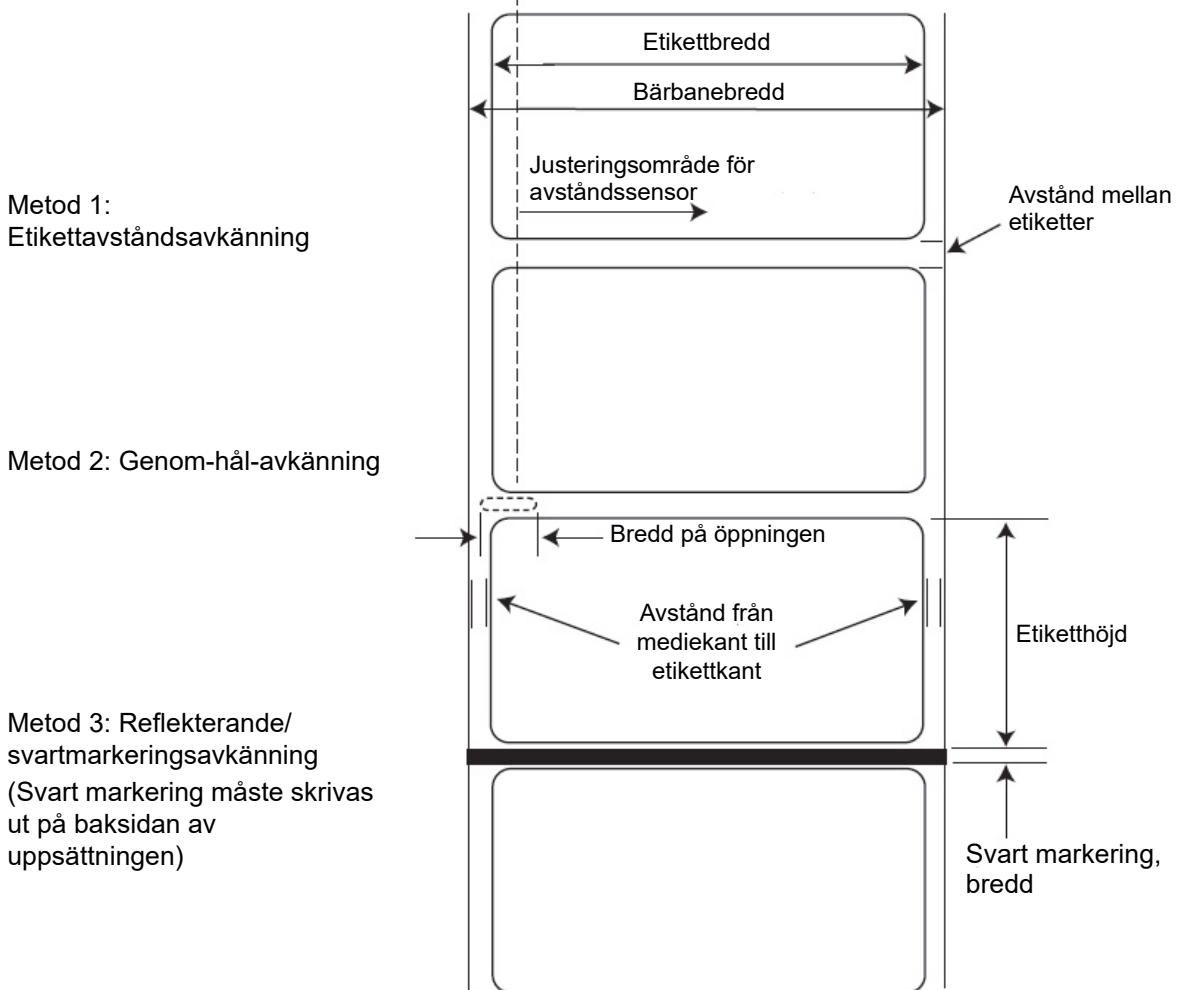 Etikettbredd
Bärbanebredd
Justeringsområde för
avståndssensor
Metod 1:
Etikettavståndsavkänning
Avstånd mellan
etiketter
Metod 2: Genom-hål-avkänning
Bredd på öppningen
Avstånd från
mediekant till
etikettkant
Etiketthöjd
Metod 3: Reflekterande/
svartmarkeringsavkänning
(Svart markering måste skrivas
ut på baksidan av
uppsättningen)
Svart markering,
bredd